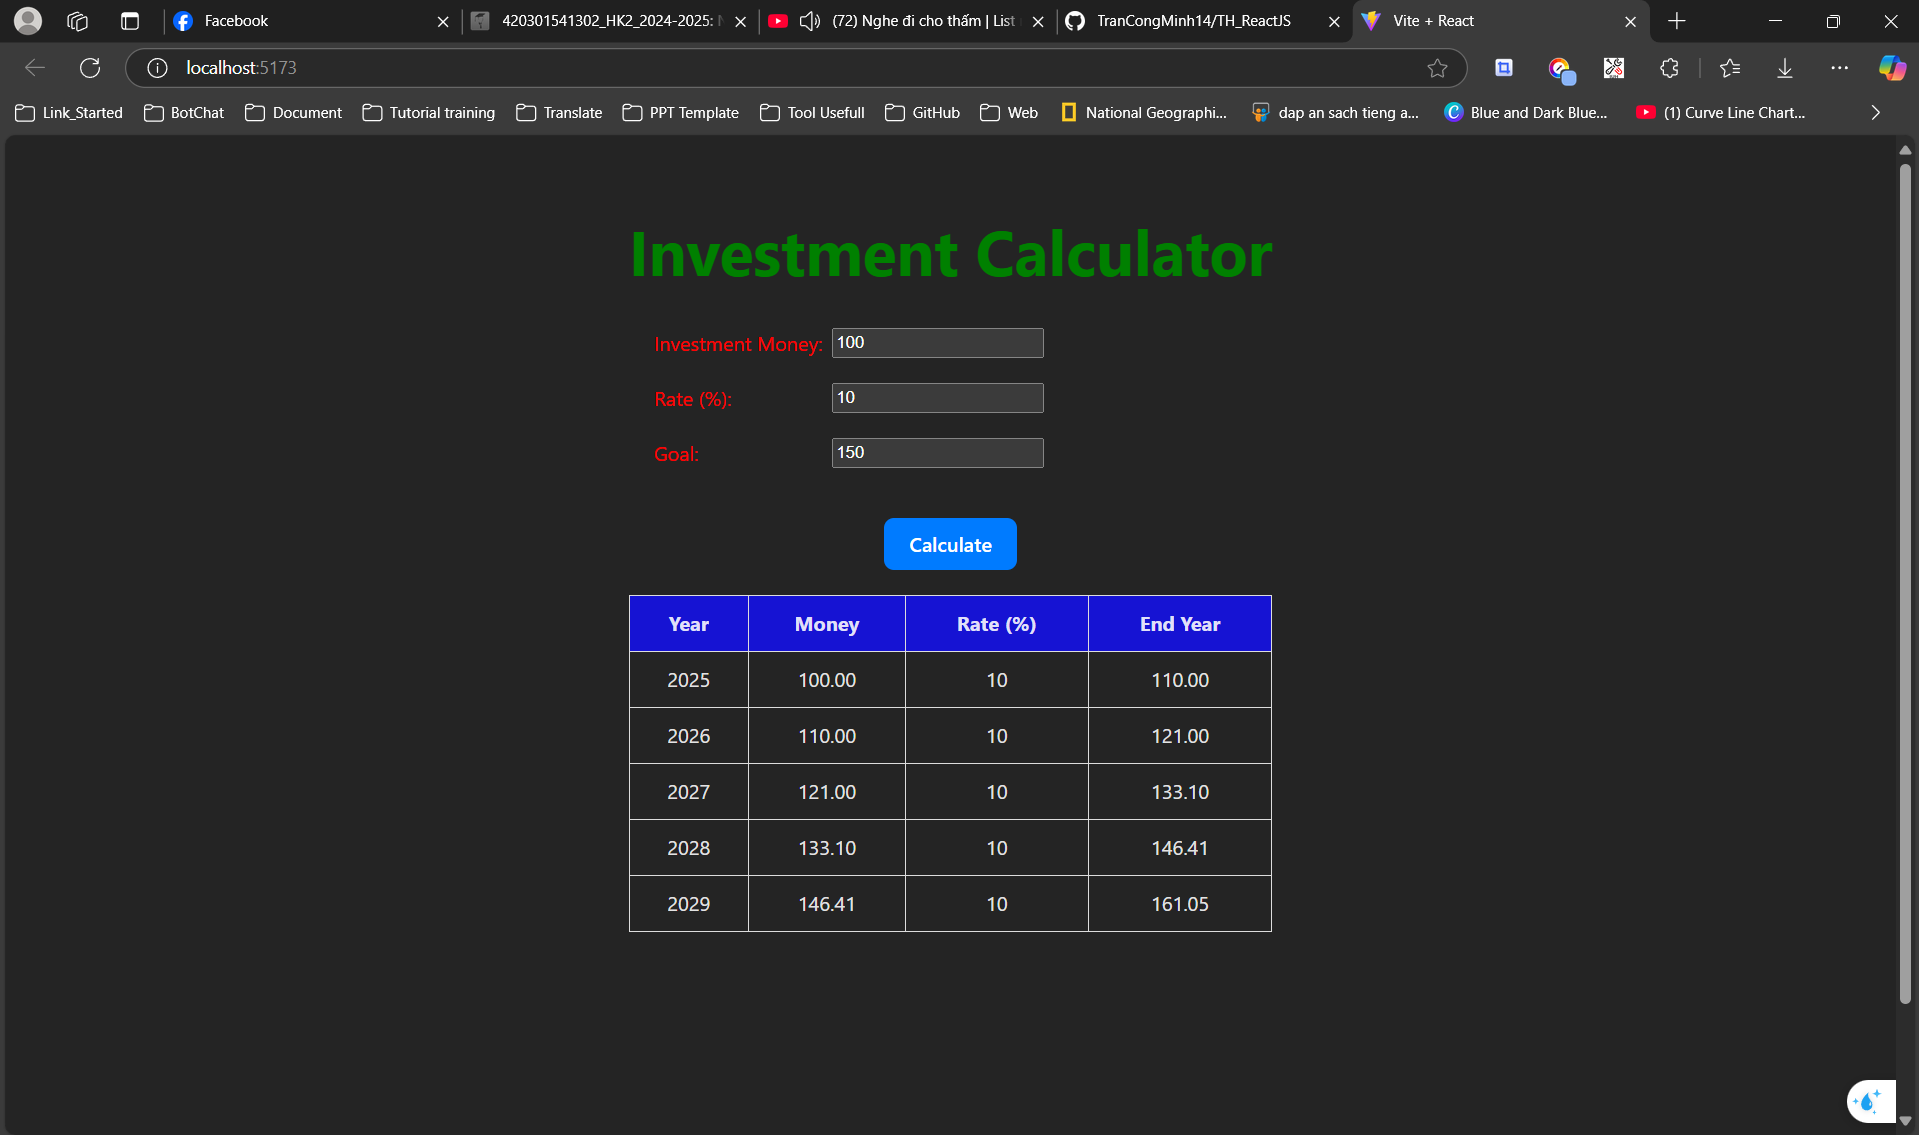 Facebook
420301541302_HK2_2024-2025:
(72) Nghe đi cho thấm | List
TranCongMinh14/TH_ReactJS
Vite + React
localhost:5173
Link_Started
BotChat
Document
Tutorial training
Translate
PPT Template
Tool Usefull
GitHub
Web
National Geographi...
dap an sach tieng a...
Blue and Dark Blue...
(1) Curve Line Chart...
Investment Calculator
Investment Money: 100
Rate (%): 10
Goal: 150
Calculate
Year Money Rate (%) End Year
2025 100.00 10 110.00
2026 110.00 10 121.00
2027 121.00 10 133.10
2028 133.10 10 146.41
2029 146.41 10 161.05